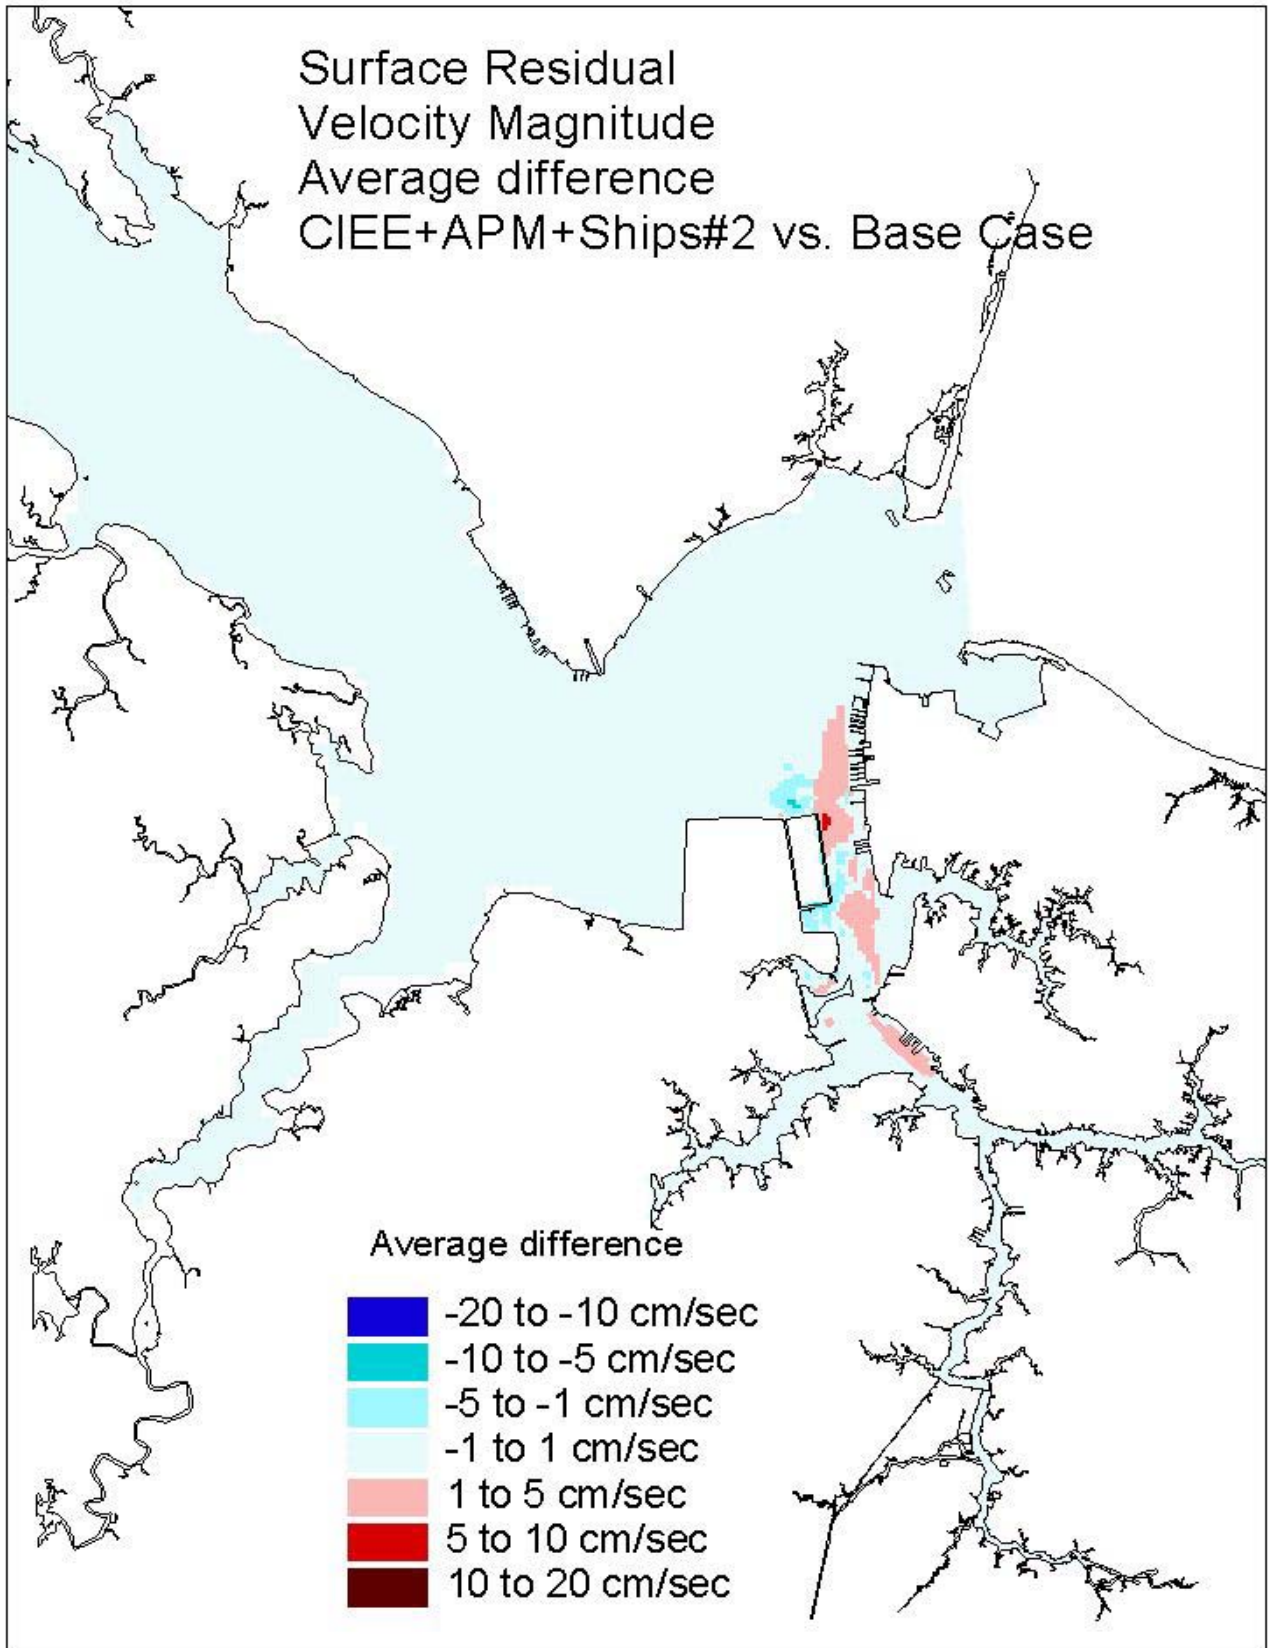 Surface Residual
Velocity Magnitude
Average difference
CIEE+APM+Ships#2 vs. Base Case
Average difference
-20 to -10 cm/sec
-10 to -5 cm/sec
-5 to -1 cm/sec
-1 to 1 cm/sec
1 to 5 cm/sec
5 to 10 cm/sec
10 to 20 cm/sec